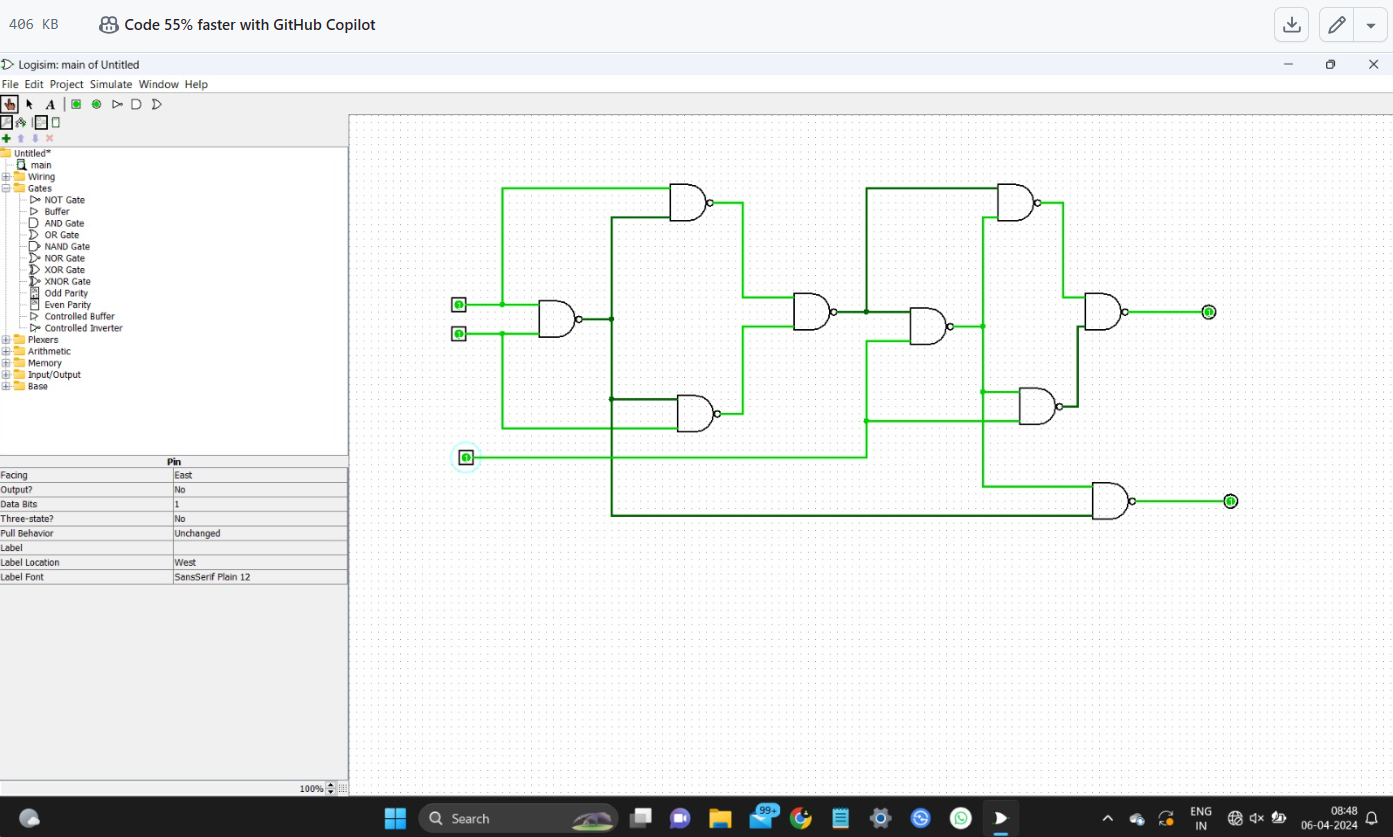 406 KB Code 55% faster with GitHub Copilot
Logisim: main of Untitled
File Edit Project Simulate Window Help
A
Untitled*
main
Wiring
Gates
NOT Gate
Buffer
AND Gate
OR Gate
NAND Gate
NOR Gate
XOR Gate
XNOR Gate
Odd Parity
Even Parity
Controlled Buffer
Controlled Inverter
Plexers
Arithmetic
Memory
Input/Output
Base
Pin
Facing East
Output? No
Data Bits 1
Three-state? No
Pull Behavior Unchanged
Label
Label Location West
Label Font SansSerif Plain 12
1
1
1
1
1
100%
Search
99+
ENG
IN
08:48
06-04-2024